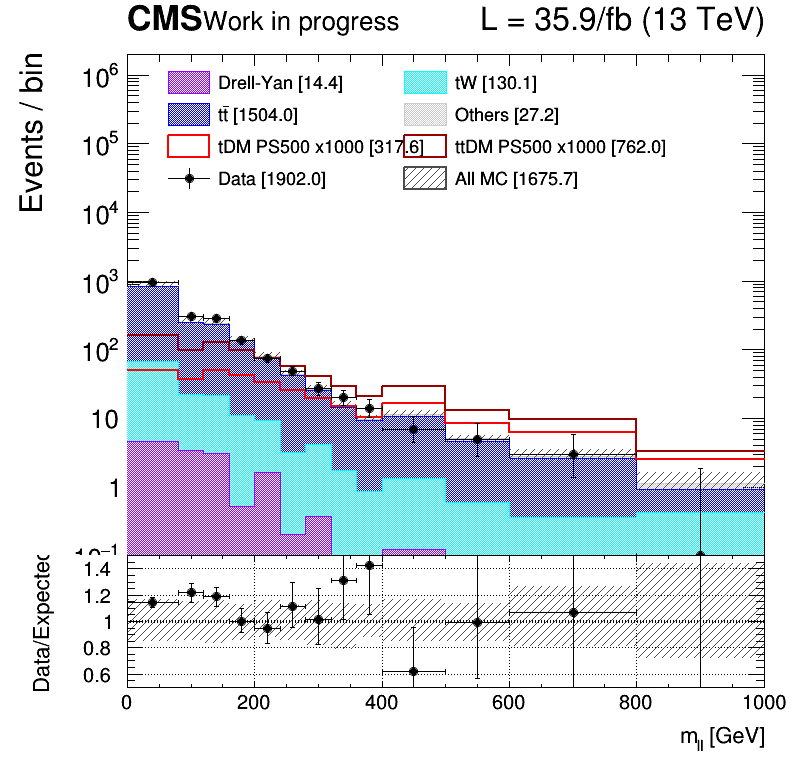 CMS Work in progress L = 35.9/fb (13 TeV)
Events / bin
10⁶
10⁵
10⁴
10³
10²
10
1
10⁻¹
Drell-Yan [14.4] tW [130.1]
tt̄ [1504.0] Others [27.2]
tDM PS500 x1000 [317.6] ttDM PS500 x1000 [762.0]
Data [1902.0] All MC [1675.7]
Data/Expected
1.4
1.2
1
0.8
0.6
0 200 400 600 800 1000
m_ll [GeV]